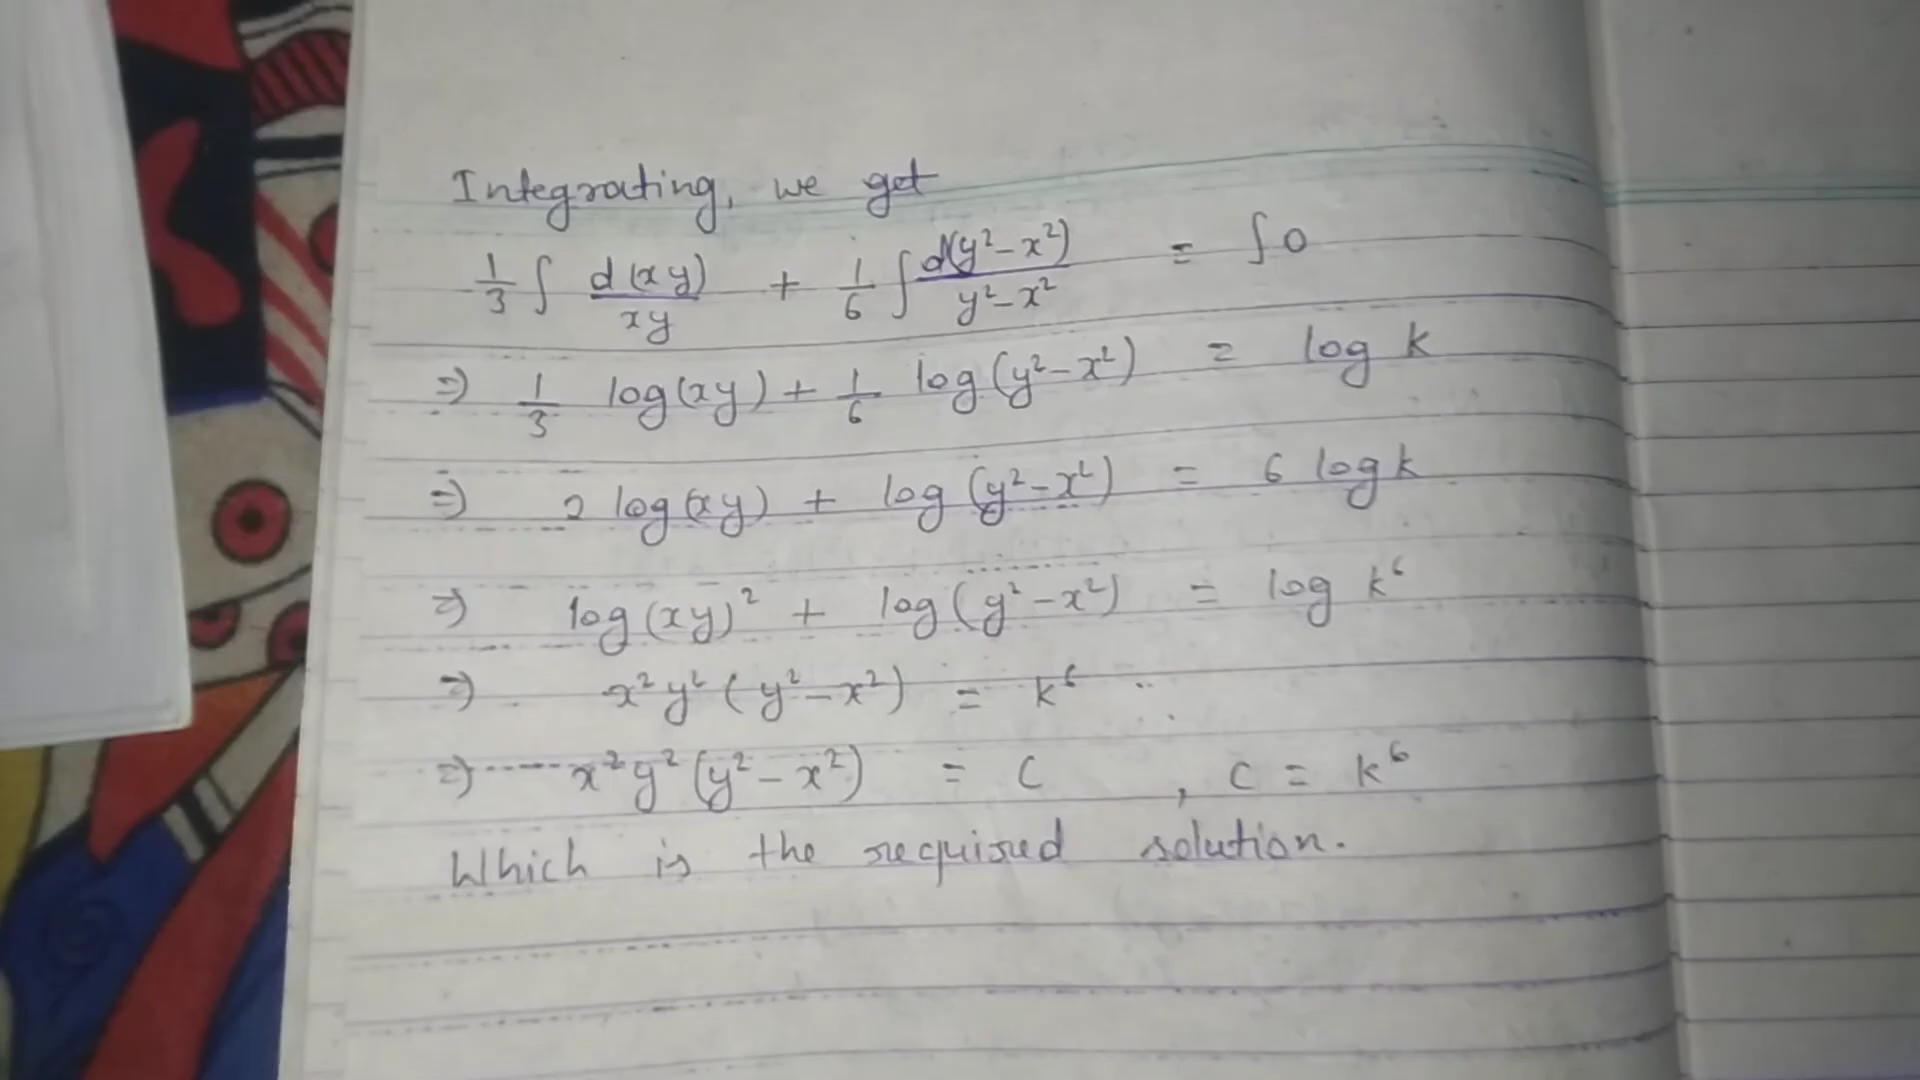 Integrating, we get
1/3 ∫ d(xy)/xy + 1/6 ∫ d(y²-x²)/y²-x² = ∫0
⇒ 1/3 log(xy) + 1/6 log(y²-x²) = log k
⇒ 2 log(xy) + log(y²-x²) = 6 log k
⇒ log(xy)² + log(y²-x²) = log k⁶
⇒ x²y²(y²-x²) = k⁶
⇒ x²y²(y²-x²) = C , C = k⁶
Which is the required solution.